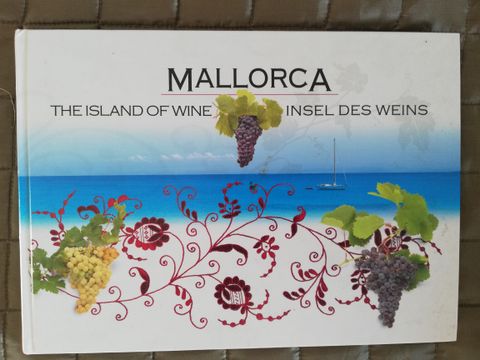 MALLORCA
THE ISLAND OF WINE INSEL DES WEINS